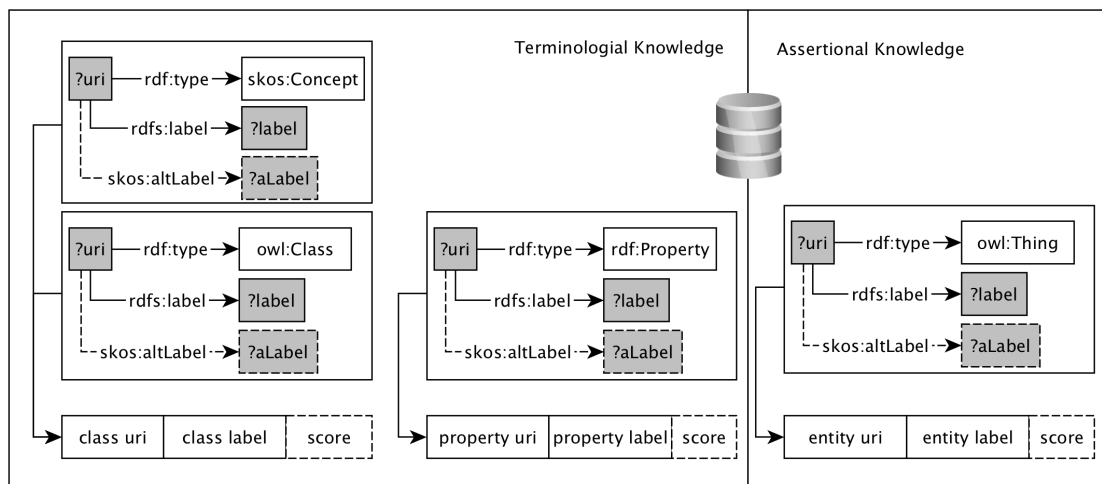 Terminologial Knowledge
Assertional Knowledge
?uri rdf:type skos:Concept
rdfs:label ?label
skos:altLabel ?aLabel
?uri rdf:type owl:Class
rdfs:label ?label
skos:altLabel ?aLabel
class uri class label score
?uri rdf:type rdf:Property
rdfs:label ?label
skos:altLabel ?aLabel
property uri property label score
?uri rdf:type owl:Thing
rdfs:label ?label
skos:altLabel ?aLabel
entity uri entity label score